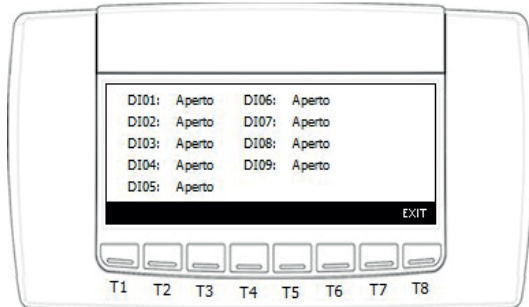 DI01: Aperto DI06: Aperto
DI02: Aperto DI07: Aperto
DI03: Aperto DI08: Aperto
DI04: Aperto DI09: Aperto
DI05: Aperto
EXIT
T1 T2 T3 T4 T5 T6 T7 T8